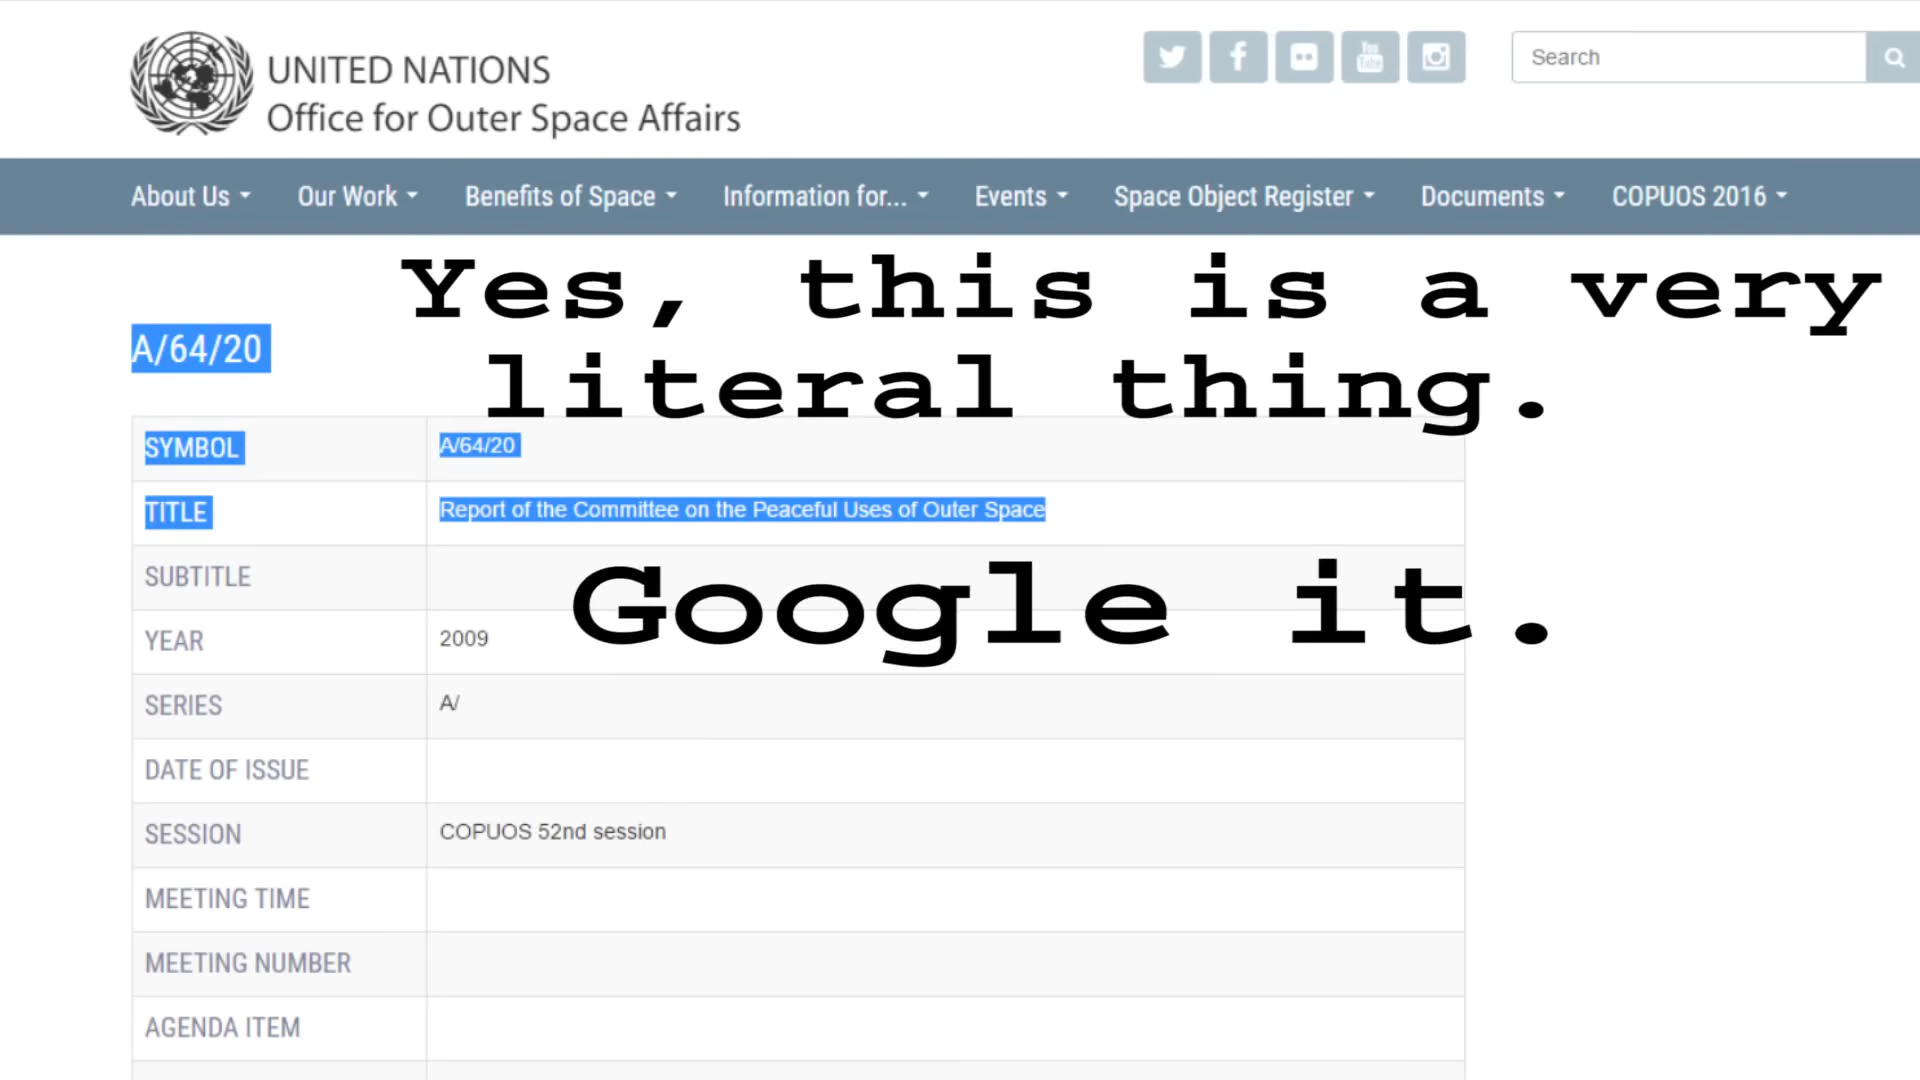 UNITED NATIONS
Office for Outer Space Affairs
You Tube
Search
About Us
Our Work
Benefits of Space
Information for...
Events
Space Object Register
Documents
COPUOS 2016
Yes, this is a very
literal thing.
A/64/20
SYMBOL A/64/20
TITLE Report of the Committee on the Peaceful Uses of Outer Space
Google it.
SUBTITLE
YEAR 2009
SERIES A/
DATE OF ISSUE
SESSION COPUOS 52nd session
MEETING TIME
MEETING NUMBER
AGENDA ITEM